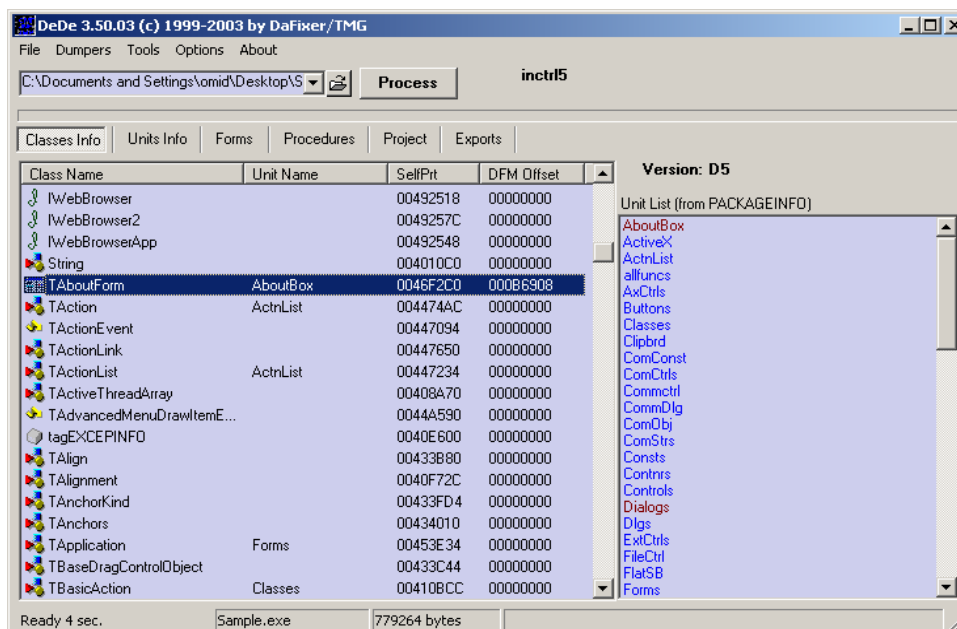 DeDe 3.50.03 (c) 1999-2003 by DaFixer/TMG
File Dumpers Tools Options About
C:\Documents and Settings\omid\Desktop\S Process inctrl5
Classes Info Units Info Forms Procedures Project Exports
Class Name Unit Name SelfPrt DFM Offset
IWebBrowser 00492518 00000000
IWebBrowser2 0049257C 00000000
IWebBrowserApp 00492548 00000000
String 004010C0 00000000
TAboutForm AboutBox 0046F2C0 000B6908
TAction ActnList 004474AC 00000000
TActionEvent 00447094 00000000
TActionLink 00447650 00000000
TActionList ActnList 00447234 00000000
TActiveThreadArray 00408A70 00000000
TAdvancedMenuDrawItemE... 0044A590 00000000
tagEXCEPINFO 0040E600 00000000
TAlign 00433B80 00000000
TAlignment 0040F72C 00000000
TAnchorKind 00433FD4 00000000
TAnchors 00434010 00000000
TApplication Forms 00453E34 00000000
TBaseDragControlObject 00433C44 00000000
TBasicAction Classes 00410BCC 00000000
Version: D5
Unit List (from PACKAGEINFO)
AboutBox
ActiveX
ActnList
allfuncs
AxCtrls
Buttons
Classes
Clipbrd
ComConst
ComCtrls
Commctrl
CommDlg
ComObj
ComStrs
Consts
Contnrs
Controls
Dialogs
Dlgs
ExtCtrls
FileCtrl
FlatSB
Forms
Ready 4 sec. Sample.exe 779264 bytes